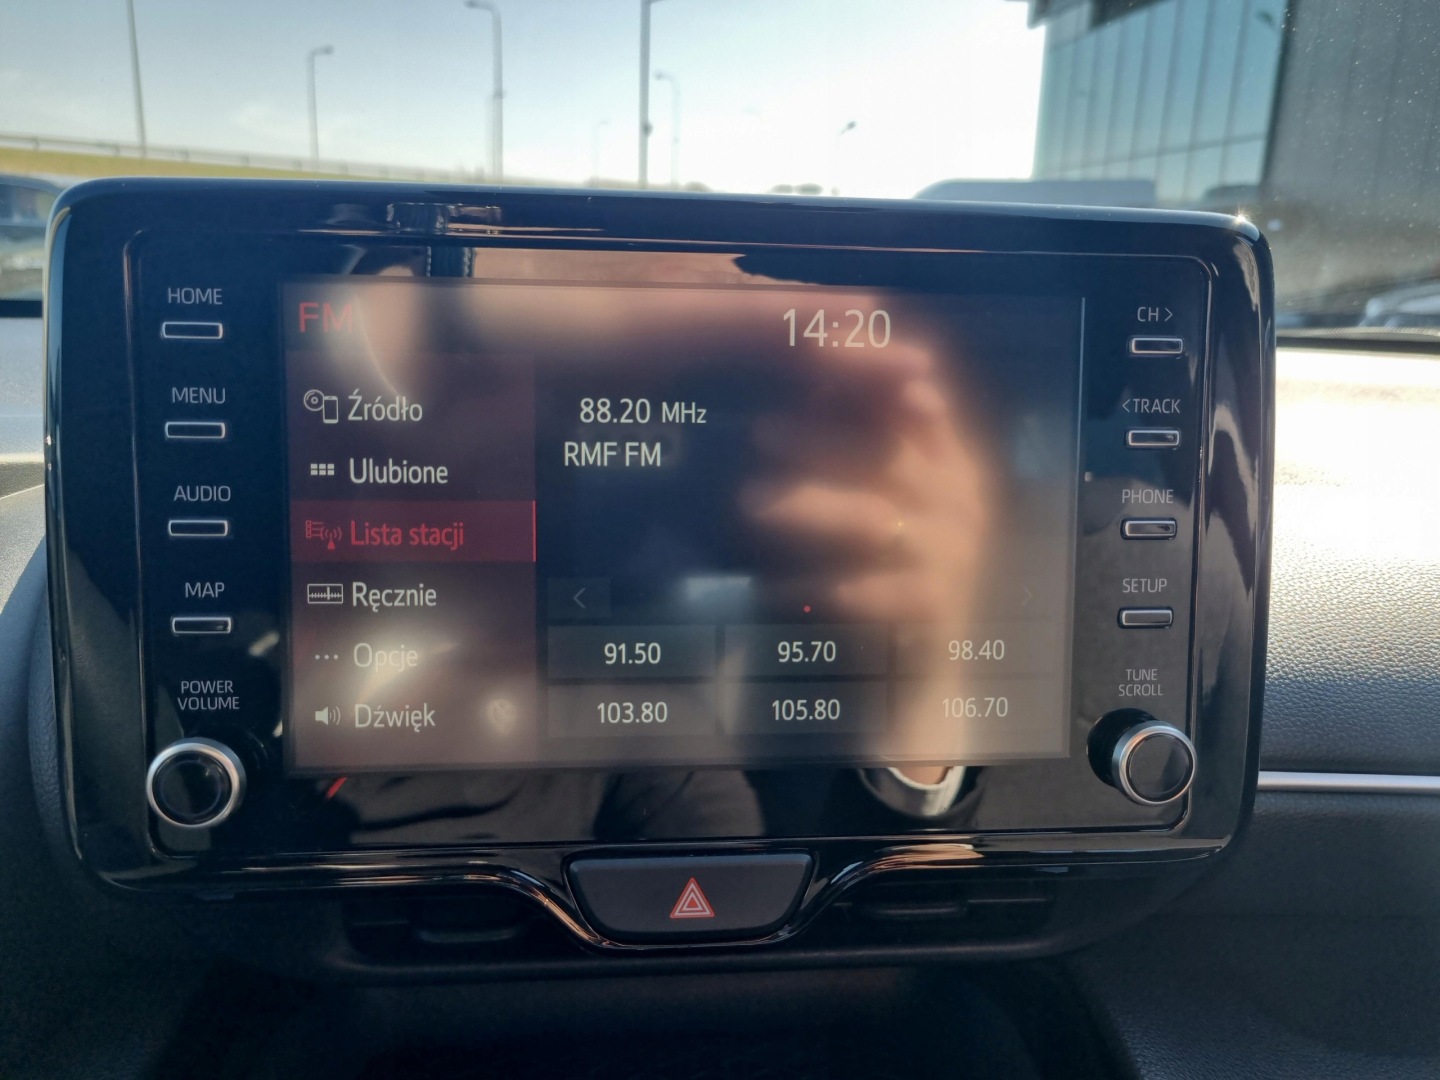 HOME
MENU
AUDIO
MAP
POWER
VOLUME
FM
14:20
Źródło
Ulubione
Lista stacji
Ręcznie
Opcje
Dźwięk
88.20 MHz
RMF FM
91.50 95.70 98.40
103.80 105.80 106.70
CH >
< TRACK
PHONE
SETUP
TUNE
SCROLL